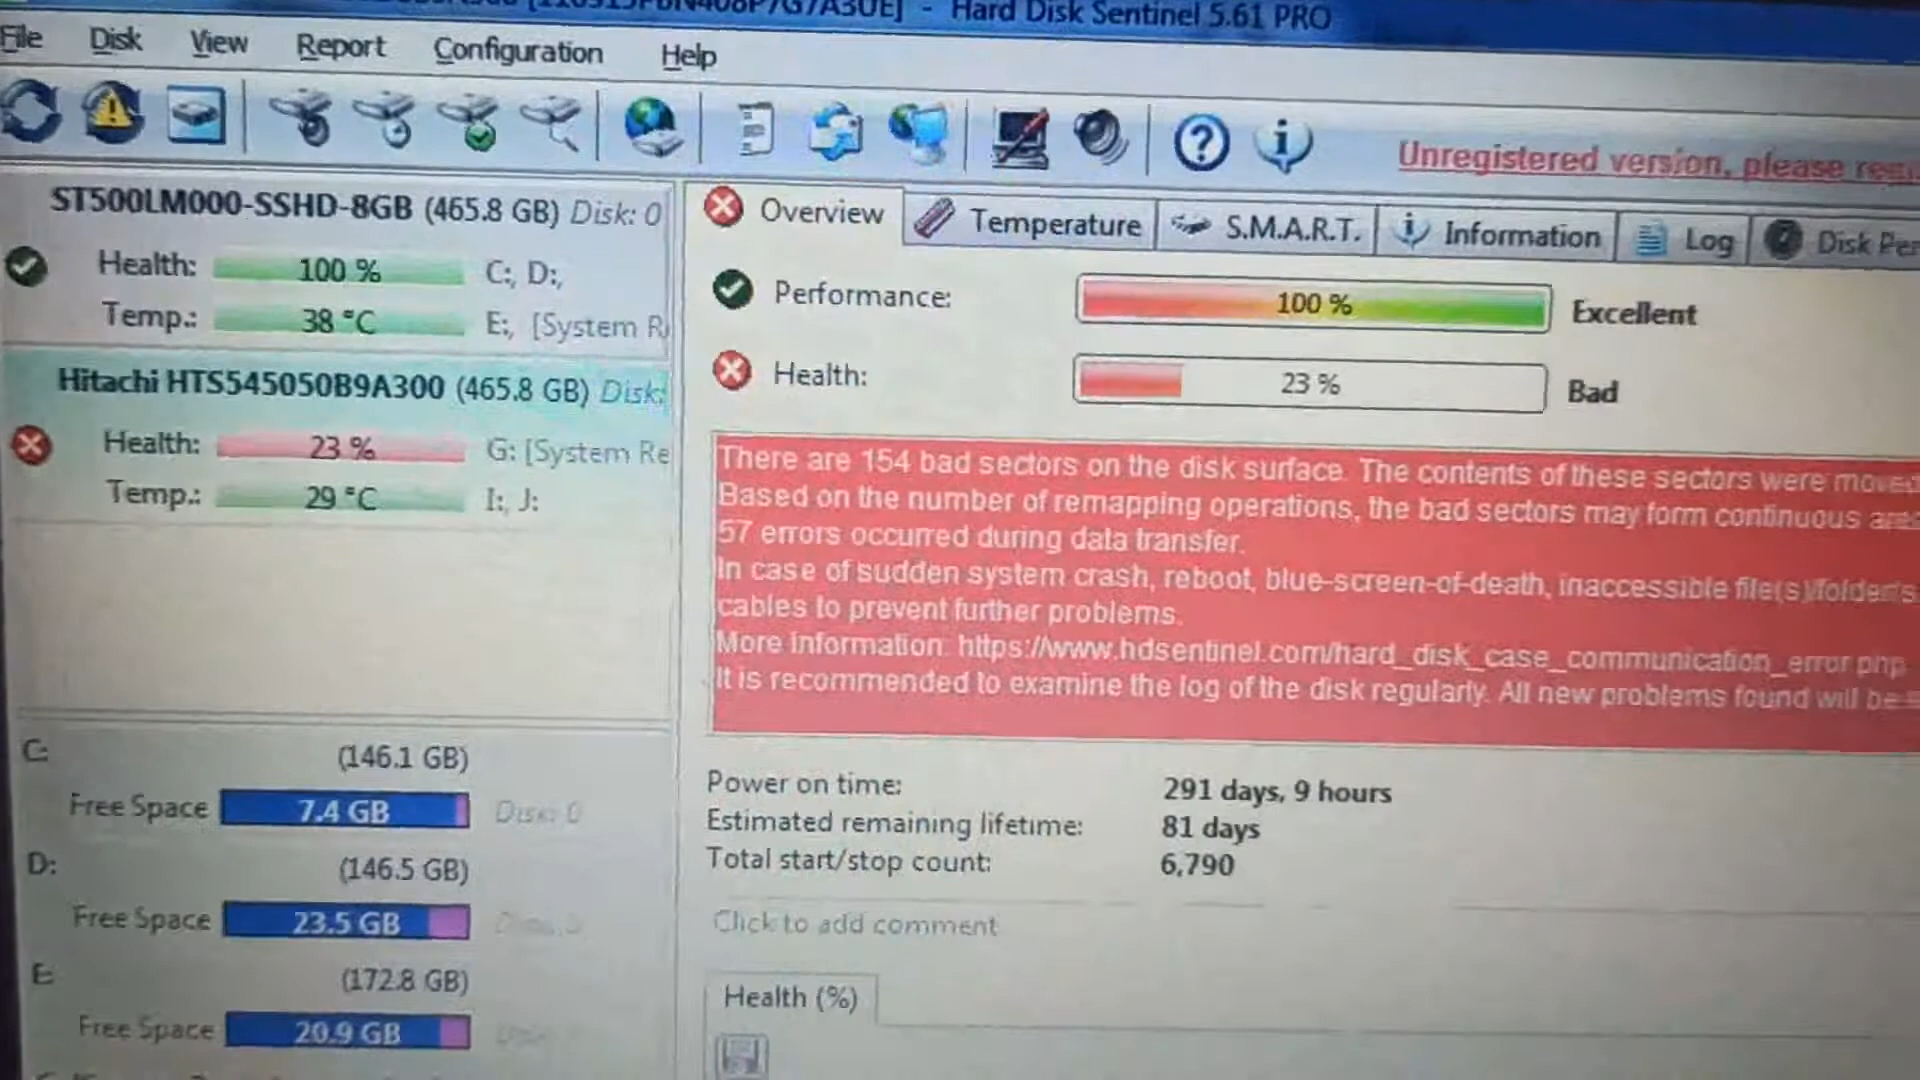 Hard Disk Sentinel 5.61 PRO
File Disk View Report Configuration Help
Unregistered version, please
ST500LM000-SSHD-8GB (465.8 GB) Disk: 0
Health: 100 % C:, D:,
Temp.: 38 °C E:, [System R
Hitachi HTS545050B9A300 (465.8 GB) Disk:
Health: 23 % G: [System Re
Temp.: 29 °C I:, J:
C: (146.1 GB)
Free Space 7.4 GB Disk: 0
D: (146.5 GB)
Free Space 23.5 GB
E: (172.8 GB)
Free Space 20.9 GB
Overview Temperature S.M.A.R.T. Information Log Disk Per
Performance: 100 % Excellent
Health: 23 % Bad
There are 154 bad sectors on the disk surface. The contents of these sectors were moved
Based on the number of remapping operations, the bad sectors may form continuous
57 errors occurred during data transfer.
In case of sudden system crash, reboot, blue-screen-of-death, inaccessible file(s)/folder(s
cables to prevent further problems.
More information: https://www.hdsentinel.com/hard_disk_case_communication_error.php
It is recommended to examine the log of the disk regularly. All new problems found will be
Power on time: 291 days, 9 hours
Estimated remaining lifetime: 81 days
Total start/stop count: 6,790
Click to add comment
Health (%)